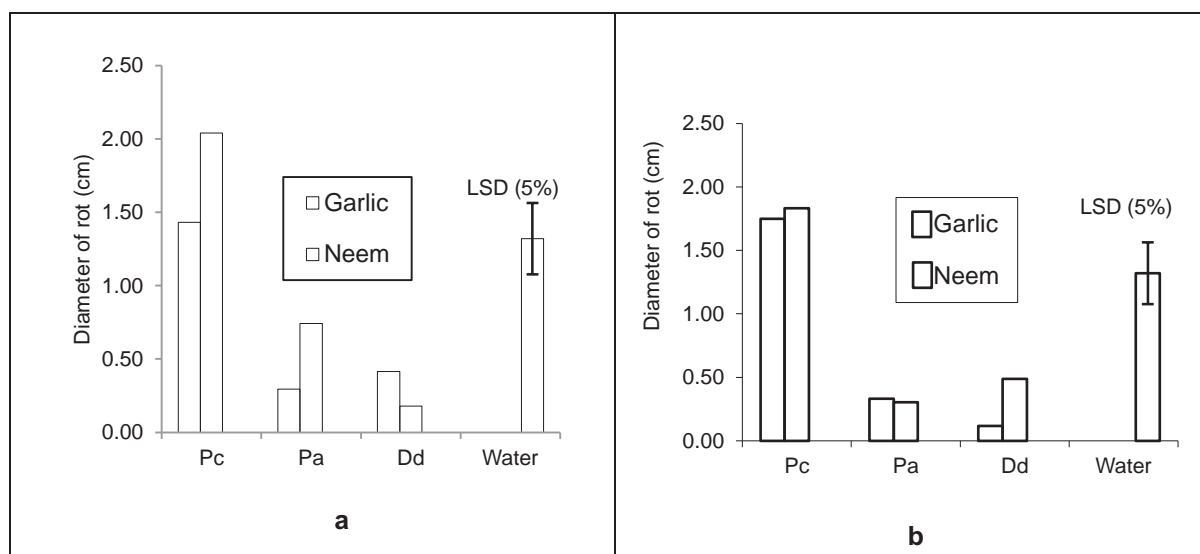 2.50
2.00
1.50
1.00
0.50
0.00
Diameter of rot (cm)
Garlic
Neem
LSD (5%)
Pc Pa Dd Water
a
2.50
2.00
1.50
1.00
0.50
0.00
Diameter of rot (cm)
Garlic
Neem
LSD (5%)
Pc Pa Dd Water
b